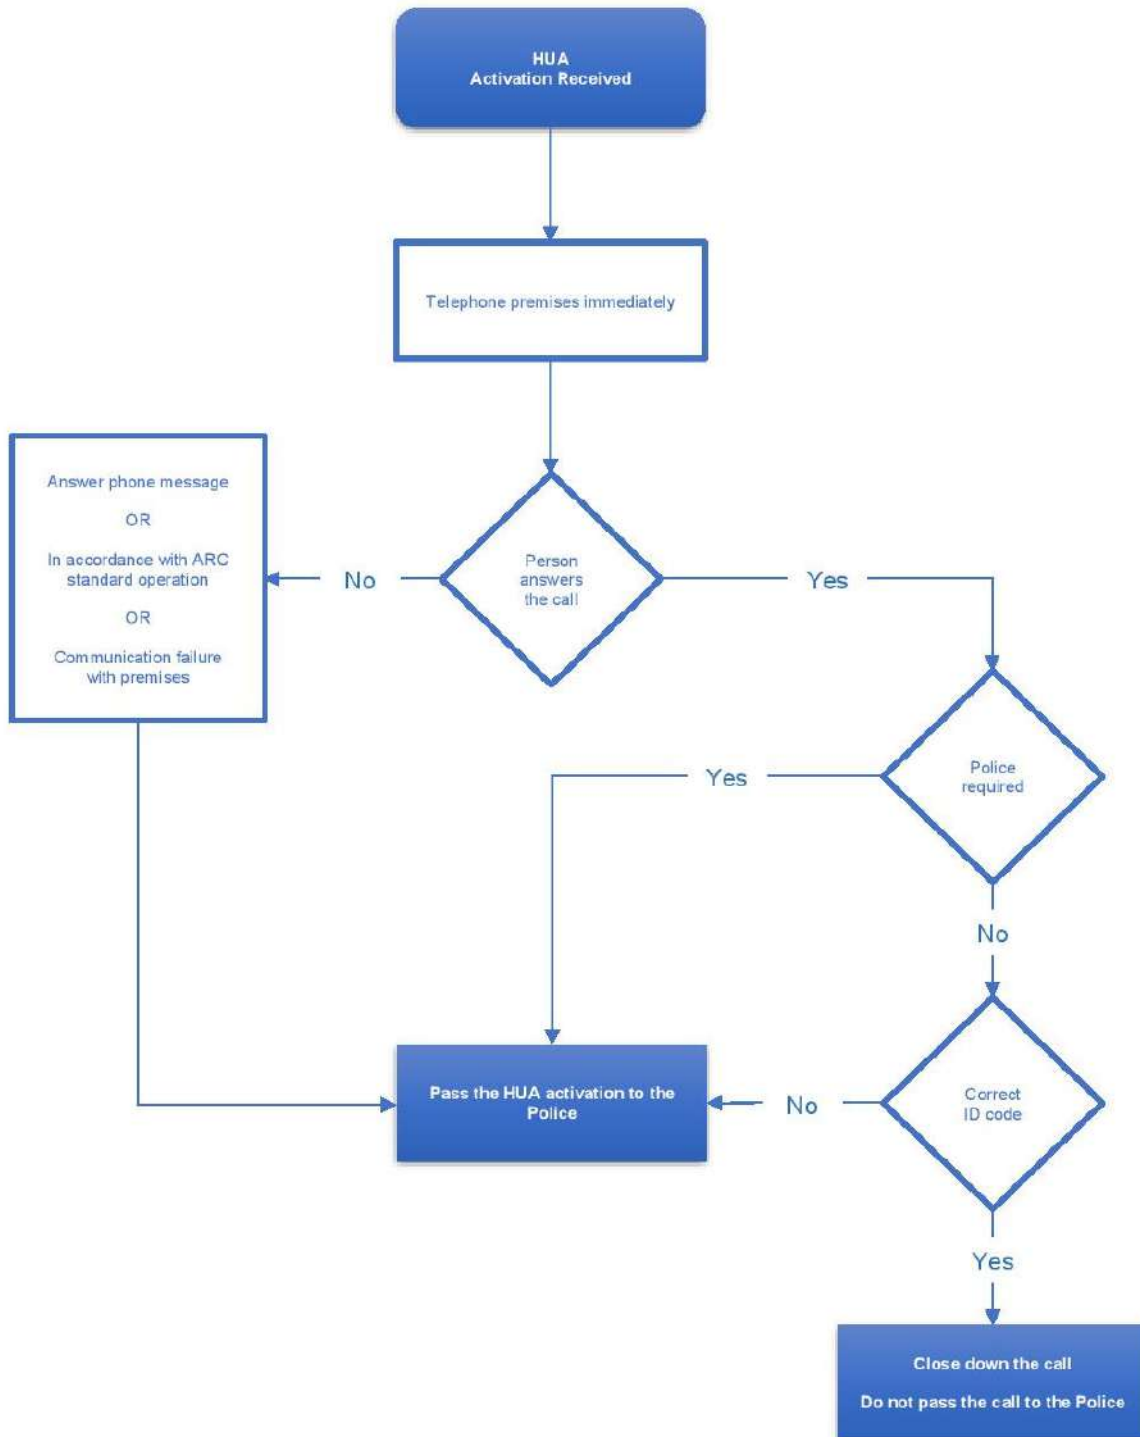 HUA
Activation Received
Telephone premises immediately
Answer phone message
OR
In accordance with ARC
standard operation
OR
Communication failure
with premises
No
Person
answers
the call
Yes
Police
required
Yes
No
Pass the HUA activation to the
Police
No
Correct
ID code
Yes
Close down the call
Do not pass the call to the Police